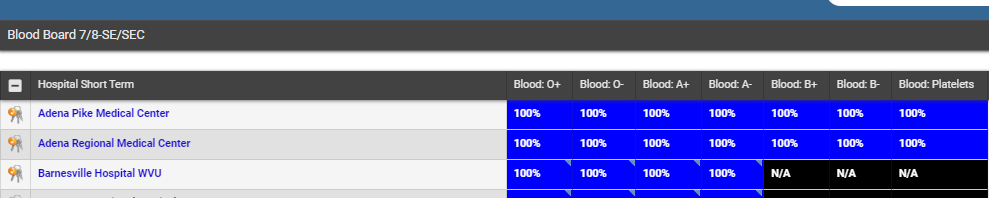 Blood Board 7/8-SE/SEC
Hospital Short Term Blood: O+ Blood: O- Blood: A+ Blood: A- Blood: B+ Blood: B- Blood: Platelets
Adena Pike Medical Center 100% 100% 100% 100% 100% 100% 100%
Adena Regional Medical Center 100% 100% 100% 100% 100% 100% 100%
Barnesville Hospital WVU 100% 100% 100% 100% N/A N/A N/A